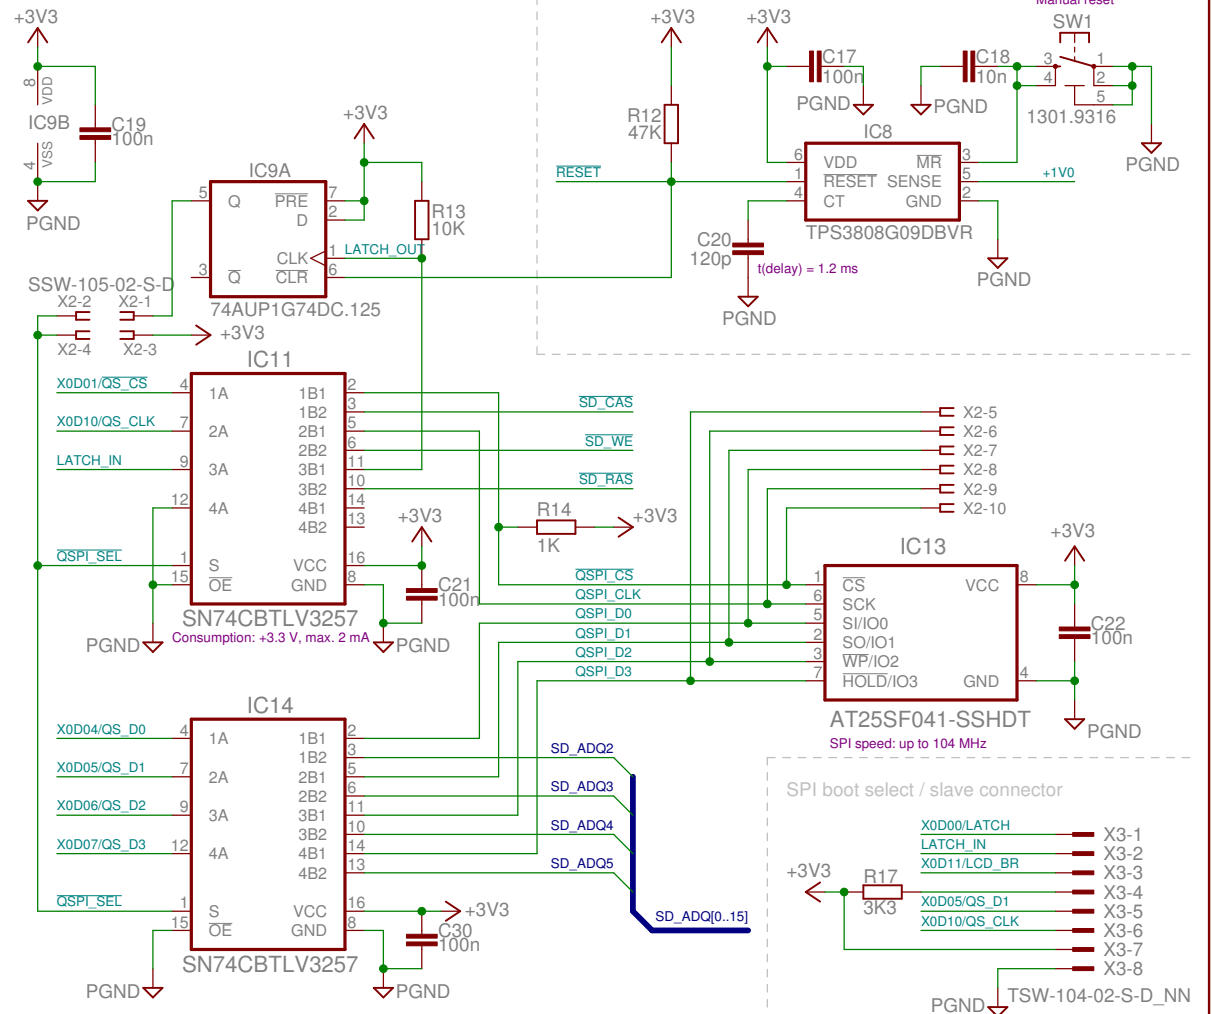 Manual reset
+3V3
8
VDD
IC9B
4
VSS
C19
100n
PGND
+3V3
IC9A
5
Q
PRE
7
D
2
CLK
1
LATCH_OUT
3
Q
CLR
6
74AUP1G74DC.125
R13
10K
+3V3
R12
47K
RESET
+3V3
C17
100n
PGND
C18
10n
PGND
SW1
3
4
1
2
5
1301.9316
PGND
IC8
6
VDD
MR
3
1
RESET
SENSE
5
+1V0
4
CT
GND
2
TPS3808G09DBVR
C20
120p
t(delay) = 1.2 ms
PGND
PGND
SSW-105-02-S-D
X2-2
X2-1
X2-4
X2-3
+3V3
IC11
X0D01/QS_CS
4
1A
1B1
2
1B2
3
SD_CAS
X0D10/QS_CLK
7
2A
2B1
5
2B2
6
SD_WE
LATCH_IN
9
3A
3B1
11
3B2
10
SD_RAS
12
4A
4B1
14
4B2
13
QSPI_SEL
1
S
VCC
16
15
OE
GND
8
SN74CBTLV3257
Consumption: +3.3 V, max. 2 mA
PGND
PGND
+3V3
C21
100n
R14
1K
+3V3
X2-5
X2-6
X2-7
X2-8
X2-9
X2-10
IC13
QSPI_CS
1
CS
VCC
8
QSPI_CLK
6
SCK
QSPI_D0
5
SI/IO0
QSPI_D1
2
SO/IO1
QSPI_D2
3
WP/IO2
QSPI_D3
7
HOLD/IO3
GND
4
AT25SF041-SSHDT
SPI speed: up to 104 MHz
+3V3
C22
100n
PGND
IC14
X0D04/QS_D0
4
1A
1B1
2
1B2
3
SD_ADQ2
X0D05/QS_D1
7
2A
2B1
5
2B2
6
SD_ADQ3
X0D06/QS_D2
9
3A
3B1
11
3B2
10
SD_ADQ4
X0D07/QS_D3
12
4A
4B1
14
4B2
13
SD_ADQ5
QSPI_SEL
1
S
VCC
16
+3V3
15
OE
GND
8
SN74CBTLV3257
C30
100n
PGND
PGND
SD_ADQ[0..15]
SPI boot select / slave connector
X0D00/LATCH
X3-1
LATCH_IN
X3-2
X0D11/LCD_BR
X3-3
+3V3
R17
3K3
X3-4
X0D05/QS_D1
X3-5
X0D10/QS_CLK
X3-6
X3-7
X3-8
TSW-104-02-S-D_NN
PGND